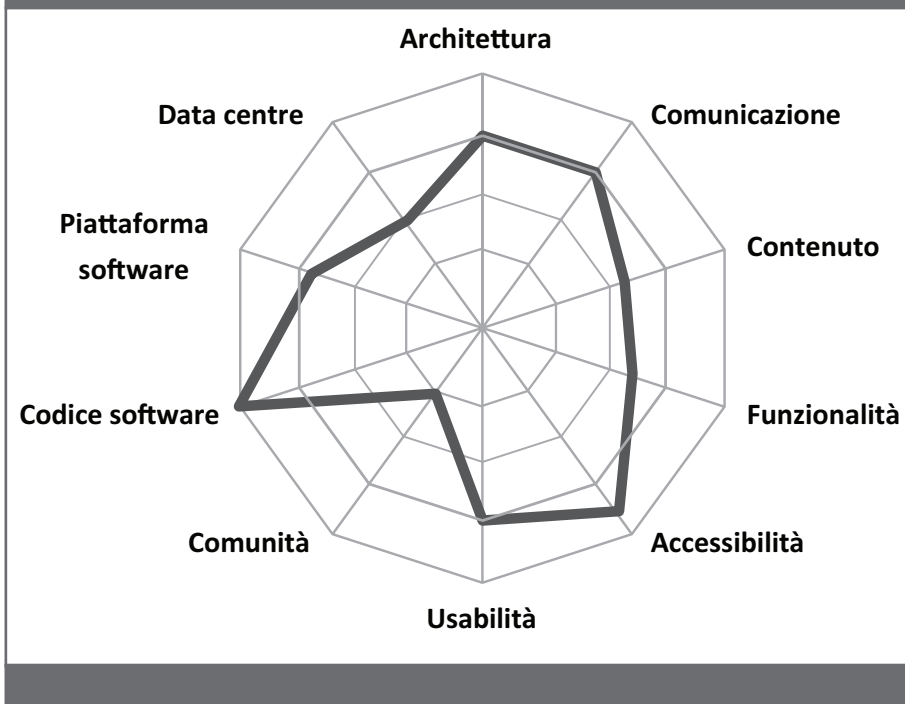 Architettura
Comunicazione
Contenuto
Funzionalità
Accessibilità
Usabilità
Comunità
Codice software
Piattaforma
software
Data centre